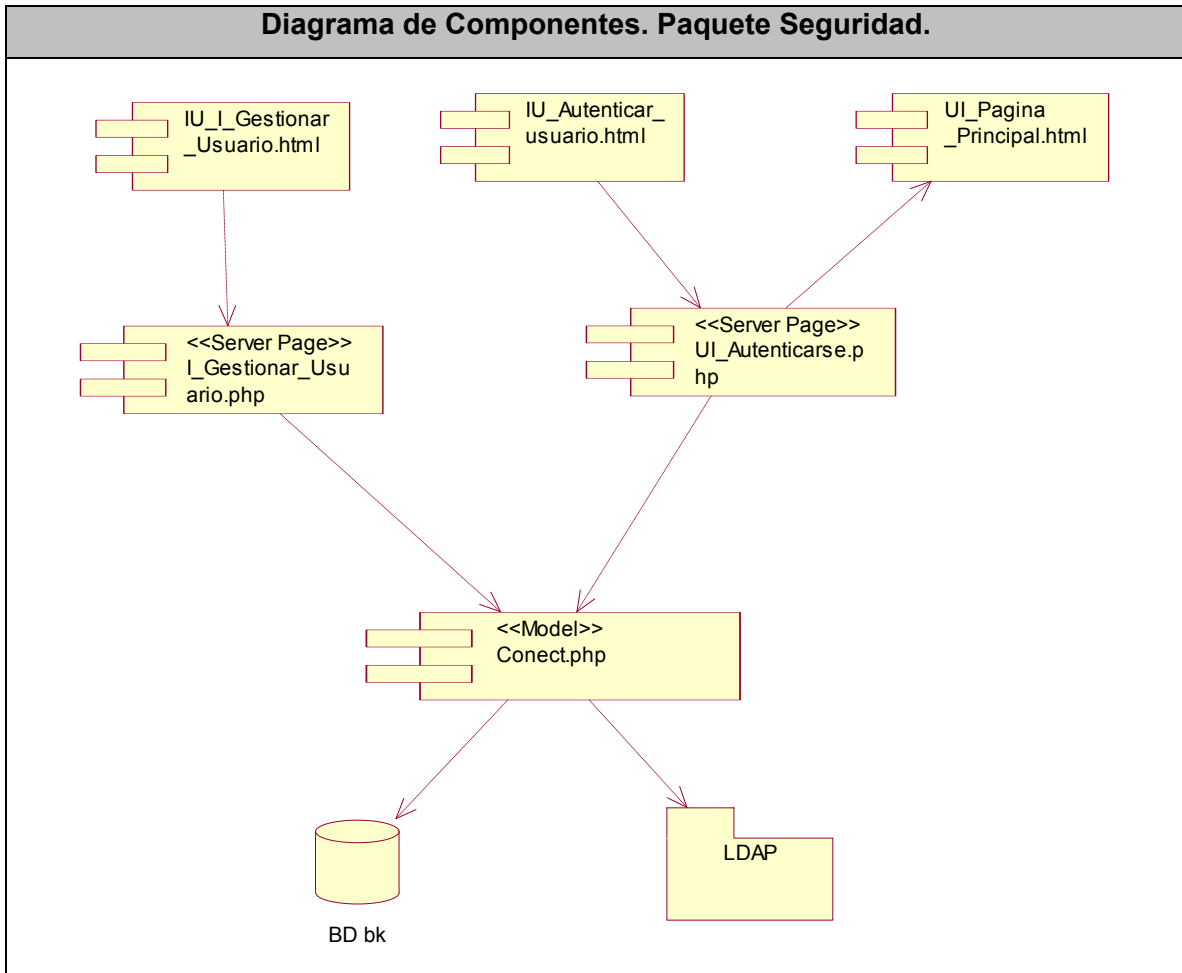 Diagrama de Componentes. Paquete Seguridad.
IU_I_Gestionar
_Usuario.html
IU_Autenticar_
usuario.html
UI_Pagina
_Principal.html
<<Server Page>>
I_Gestionar_Usu
ario.php
<<Server Page>>
UI_Autenticarse.p
hp
<<Model>>
Conect.php
BD bk
LDAP